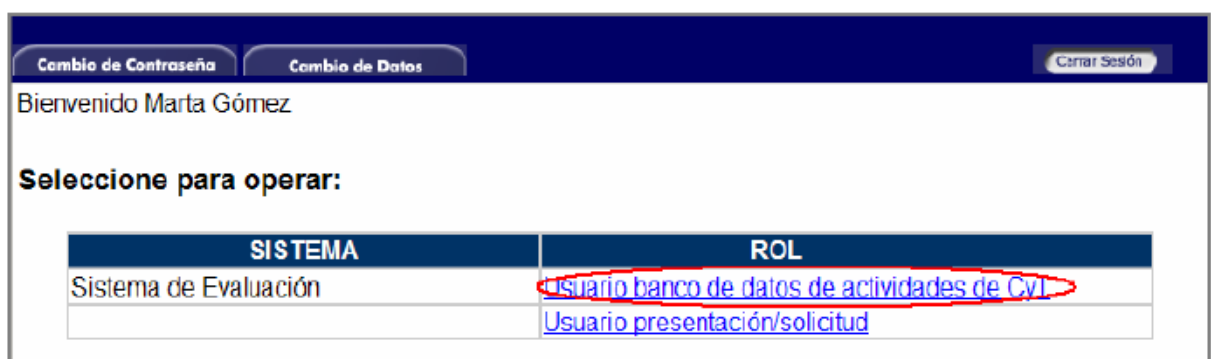 Cambio de Contraseña Cambio de Datos Cerrar Sesión
Bienvenido Marta Gómez
Seleccione para operar:
SISTEMA ROL
Sistema de Evaluación Usuario banco de datos de actividades de CyT
Usuario presentación/solicitud